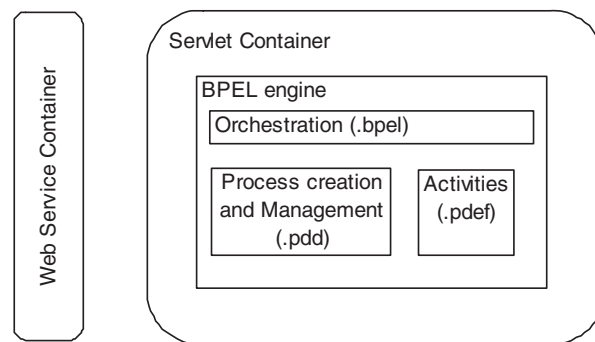 Web Service Container
Servlet Container
BPEL engine
Orchestration (.bpel)
Process creation
and Management
(.pdd)
Activities
(.pdef)